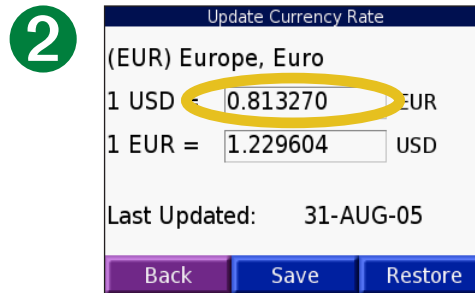 2
Update Currency Rate
(EUR) Europe, Euro
1 USD = 0.813270 EUR
1 EUR = 1.229604 USD
Last Updated: 31-AUG-05
Back Save Restore